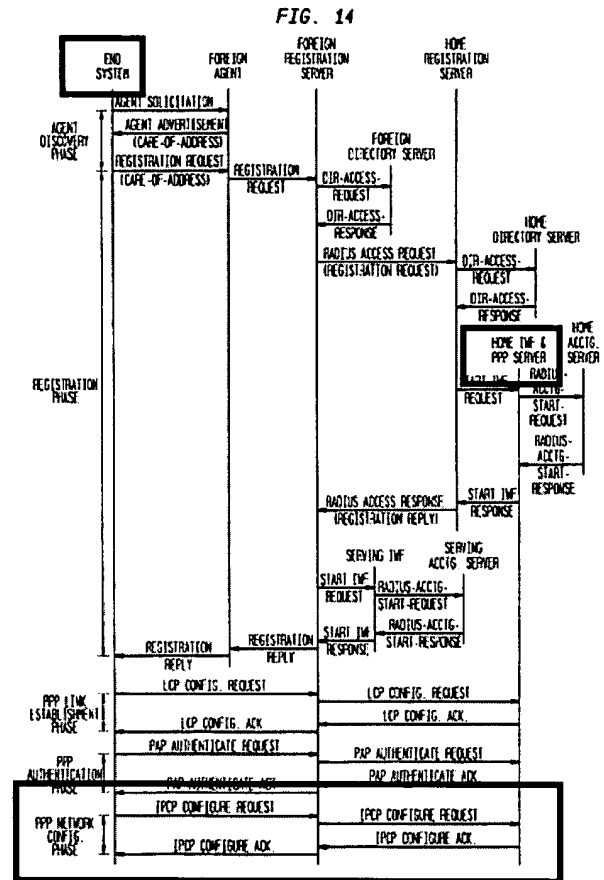 FIG. 14
END
SYSTEM
FOREIGN
AGENT
FOREIGN
REGISTRATION
SERVER
HOME
REGISTRATION
SERVER
AGENT SOLICITATION
AGENT
DISCOVERY
PHASE
AGENT ADVERTISEMENT
(CARE-OF-ADDRESS)
REGISTRATION REQUEST
(CARE-OF-ADDRESS)
REGISTRATION
REQUEST
FOREIGN
DIRECTORY SERVER
DIR-ACCESS-
REQUEST
DIR-ACCESS-
RESPONSE
RADIUS ACCESS REQUEST
(REGISTRATION REQUEST)
HOME
DIRECTORY SERVER
DIR-ACCESS-
REQUEST
DIR-ACCESS-
RESPONSE
HOME IWF &
PPP SERVER
HOME
ACCTG.
SERVER
REGISTRATION
PHASE
START IWF
REQUEST
RADIUS-
ACCTG-
START-
REQUEST
RADIUS-
ACCTG-
START-
RESPONSE
START IWF
RESPONSE
RADIUS ACCESS RESPONSE
(REGISTRATION REPLY)
SERVING IWF
SERVING
ACCTG SERVER
START IWF
REQUEST
RADIUS-ACCTG-
START-REQUEST
RADIUS-ACCTG-
START-RESPONSE
START IWF
RESPONSE
REGISTRATION
REPLY
REGISTRATION
REPLY
PPP LINK
ESTABLISHMENT
PHASE
LCP CONFIG. REQUEST
LCP CONFIG. REQUEST
LCP CONFIG. ACK.
LCP CONFIG. ACK
PPP
AUTHENTICATION
PHASE
PAP AUTHENTICATE REQUEST
PAP AUTHENTICATE REQUEST
PAP AUTHENTICATE ACK.
PAP AUTHENTICATE ACK
PPP NETWORK
CONFIG.
PHASE
IPCP CONFIGURE REQUEST
IPCP CONFIGURE REQUEST
IPCP CONFIGURE ACK.
IPCP CONFIGURE ACK.